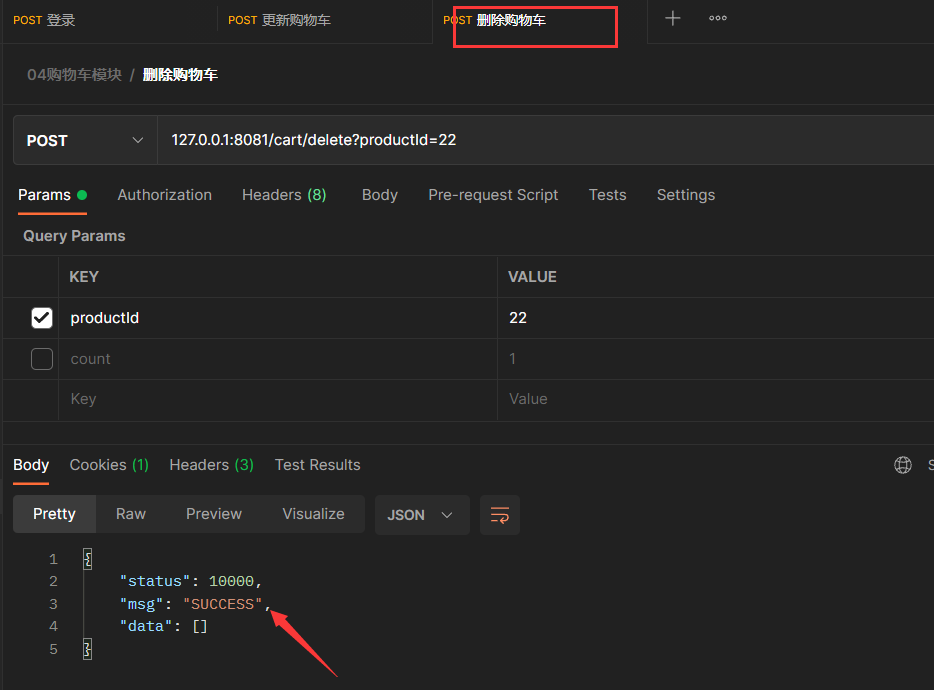 POST 登录 POST 更新购物车 POST 删除购物车
04购物车模块 / 删除购物车
POST 127.0.0.1:8081/cart/delete?productId=22
Params Authorization Headers (8) Body Pre-request Script Tests Settings
Query Params
KEY VALUE
productId 22
count 1
Key Value
Body Cookies (1) Headers (3) Test Results
Pretty Raw Preview Visualize JSON
1 {
2 "status": 10000,
3 "msg": "SUCCESS",
4 "data": []
5 }